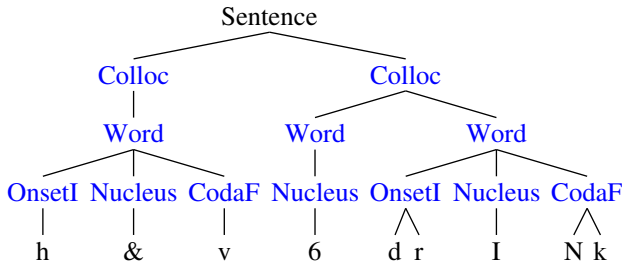 Sentence
Colloc Colloc
Word Word Word
OnsetI Nucleus CodaF Nucleus OnsetI Nucleus CodaF
h & v 6 d r I N k